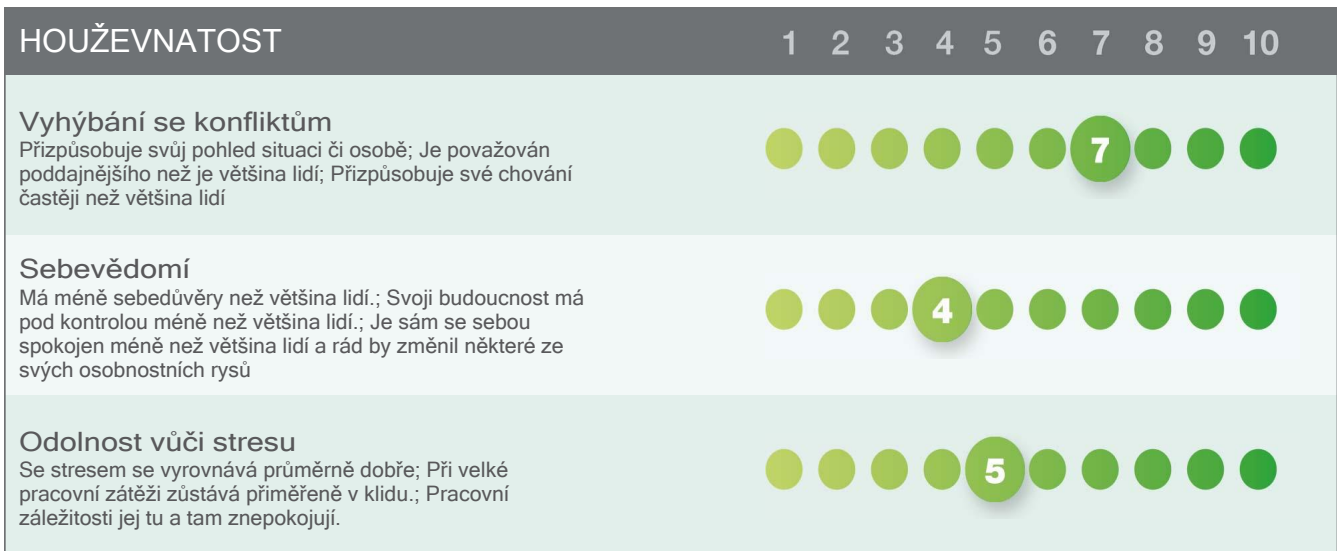 HOUŽEVNATOST 1 2 3 4 5 6 7 8 9 10
Vyhýbání se konfliktům
Přizpůsobuje svůj pohled situaci či osobě; Je považován
poddajnějšího než je většina lidí; Přizpůsobuje své chování
častěji než většina lidí
7
Sebevědomí
Má méně sebedůvěry než většina lidí.; Svoji budoucnost má
pod kontrolou méně než většina lidí.; Je sám se sebou
spokojen méně než většina lidí a rád by změnil některé ze
svých osobnostních rysů
4
Odolnost vůči stresu
Se stresem se vyrovnává průměrně dobře; Při velké
pracovní zátěži zůstává přiměřeně v klidu.; Pracovní
záležitosti jej tu a tam znepokojují.
5